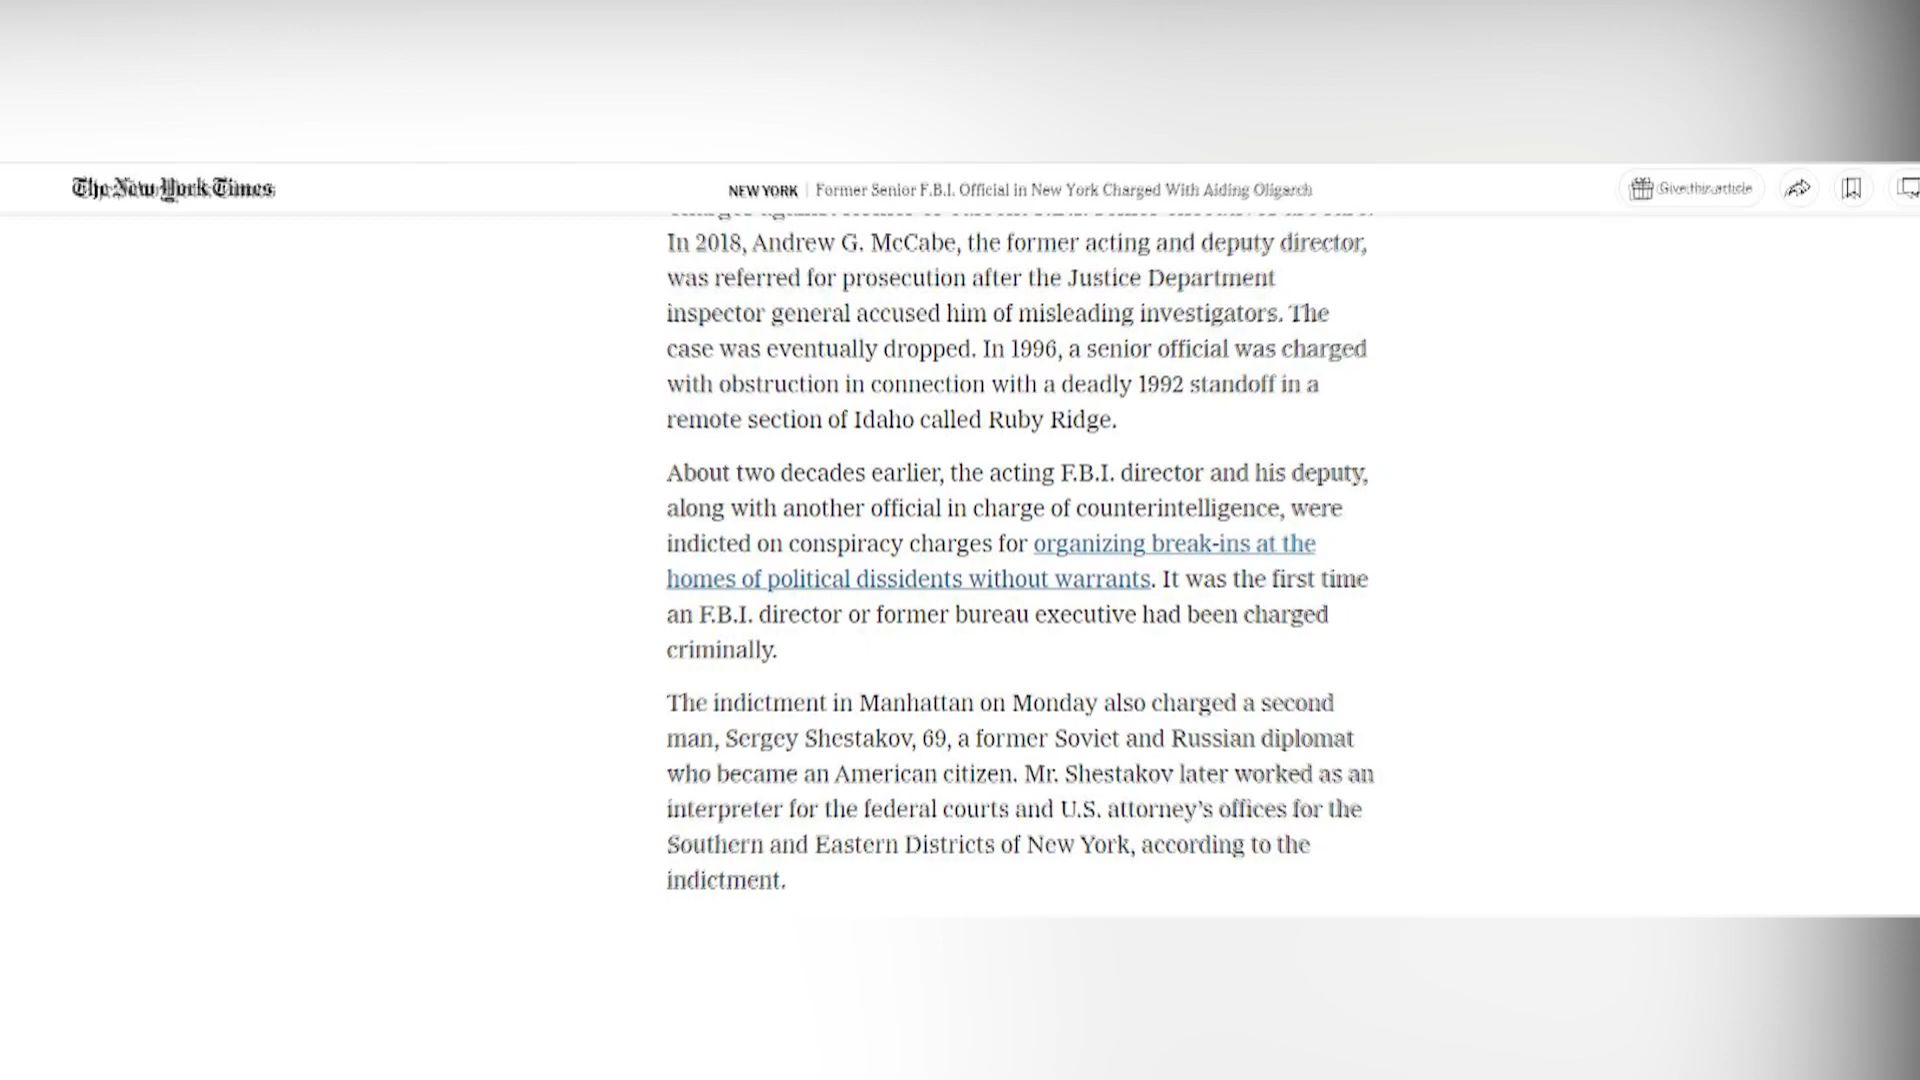 The New York Times
NEW YORK | Former Senior F.B.I. Official in New York Charged With Aiding Oligarch
Give this article
In 2018, Andrew G. McCabe, the former acting and deputy director,
was referred for prosecution after the Justice Department
inspector general accused him of misleading investigators. The
case was eventually dropped. In 1996, a senior official was charged
with obstruction in connection with a deadly 1992 standoff in a
remote section of Idaho called Ruby Ridge.
About two decades earlier, the acting F.B.I. director and his deputy,
along with another official in charge of counterintelligence, were
indicted on conspiracy charges for organizing break-ins at the
homes of political dissidents without warrants. It was the first time
an F.B.I. director or former bureau executive had been charged
criminally.
The indictment in Manhattan on Monday also charged a second
man, Sergey Shestakov, 69, a former Soviet and Russian diplomat
who became an American citizen. Mr. Shestakov later worked as an
interpreter for the federal courts and U.S. attorney’s offices for the
Southern and Eastern Districts of New York, according to the
indictment.